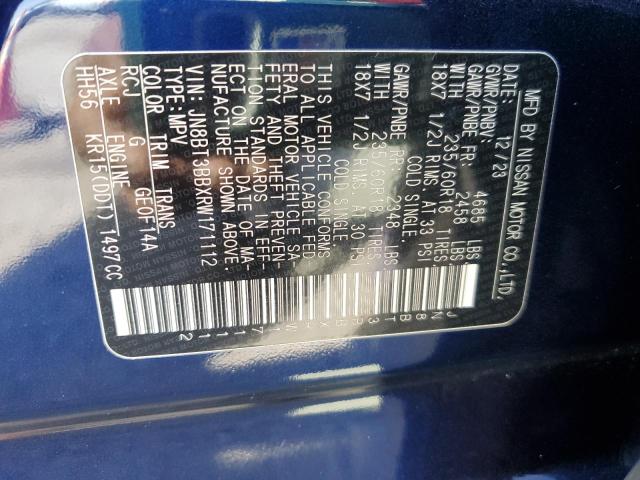 MFD BY NISSAN MOTOR CO.,LTD.
12/23
GVWR/PNBV: 4685 LBS
GAWR/PNBE FR: 2458 LBS
WITH 235/60R18 TIRES,
18X7 1/2J RIMS, AT 33 PSI
COLD SINGLE.
GAWR/PNBE RR: 2348 LBS
WITH 235/60R18 TIRES,
18X7 1/2J RIMS, AT 30 PSI
COLD SINGLE.
THIS VEHICLE CONFORMS
TO ALL APPLICABLE FED-
ERAL MOTOR VEHICLE SA-
FETY AND THEFT PREVEN-
TION STANDARDS IN EFF-
ECT ON THE DATE OF MA-
NUFACTURE SHOWN ABOVE.
JN8BT3BBXRW171112
TYPE:MPV
COLOR TRIM TRANS
RCJ G GE0F14A
AXLE ENGINE
HH56 KR15(DDT) 1497CC
JN8BT3BBXRW171112